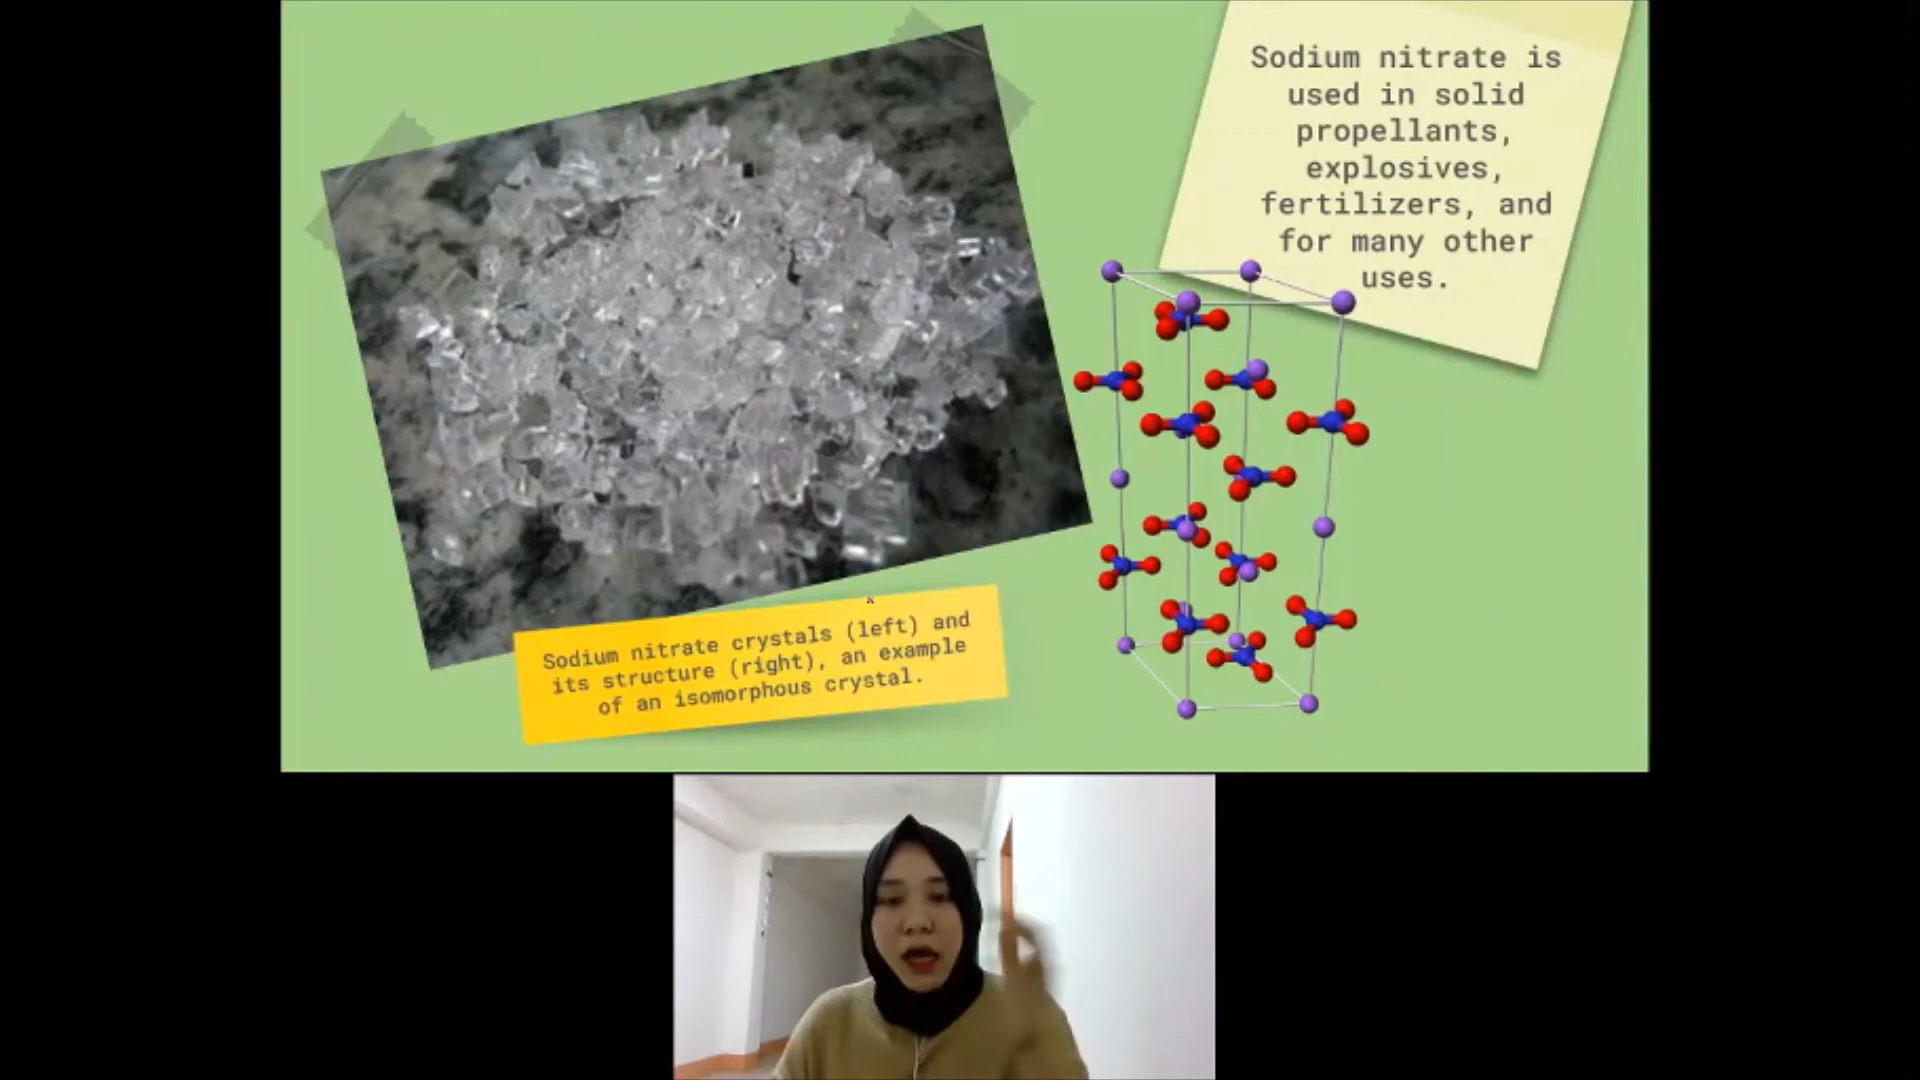 Sodium nitrate is
used in solid
propellants,
explosives,
fertilizers, and
for many other
uses.
Sodium nitrate crystals (left) and
its structure (right), an example
of an isomorphous crystal.